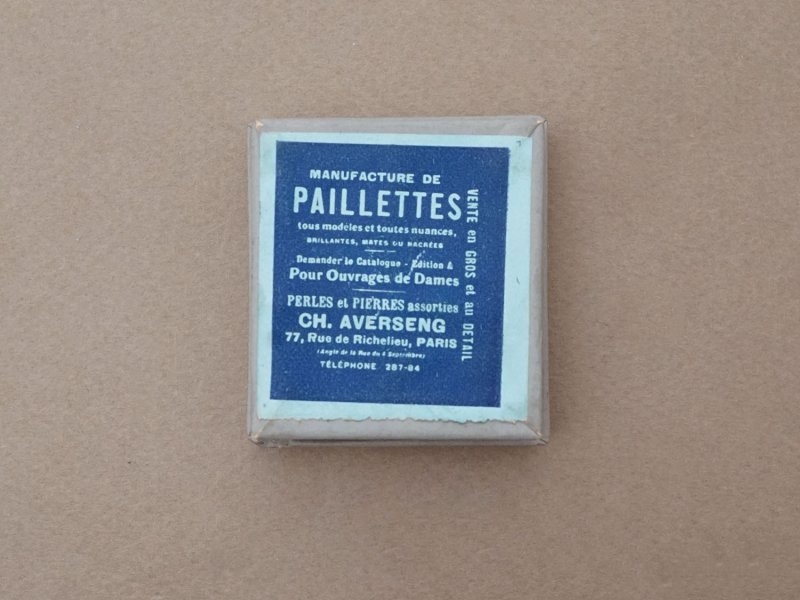 MANUFACTURE DE
PAILLETTES
tous modèles et toutes nuances,
BRILLANTES, MATES OU NACRÉES
Demander le Catalogue - Edition A
Pour Ouvrages de Dames
PERLES et PIERRES assorties
CH. AVERSENG
77, Rue de Richelieu, PARIS
(Angle de la Rue du 4 Septembre)
TÉLÉPHONE 287-84
VENTE en GROS et au DÉTAIL